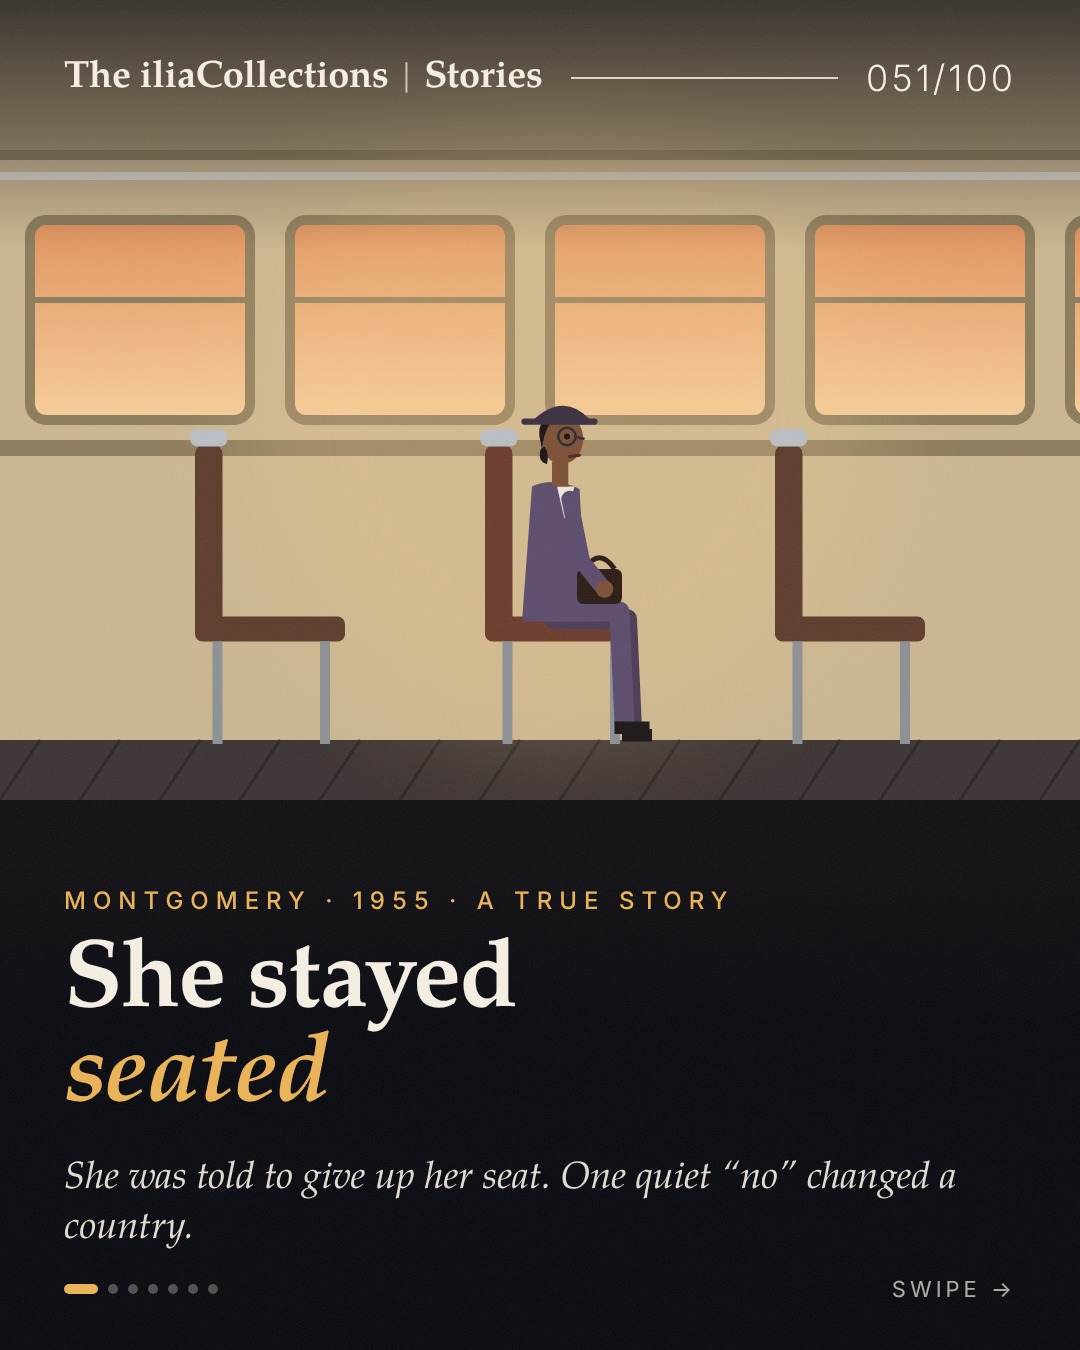 The iliaCollections | Stories
051/100
MONTGOMERY · 1955 · A TRUE STORY
She stayed
seated
She was told to give up her seat. One quiet “no” changed a
country.
SWIPE →